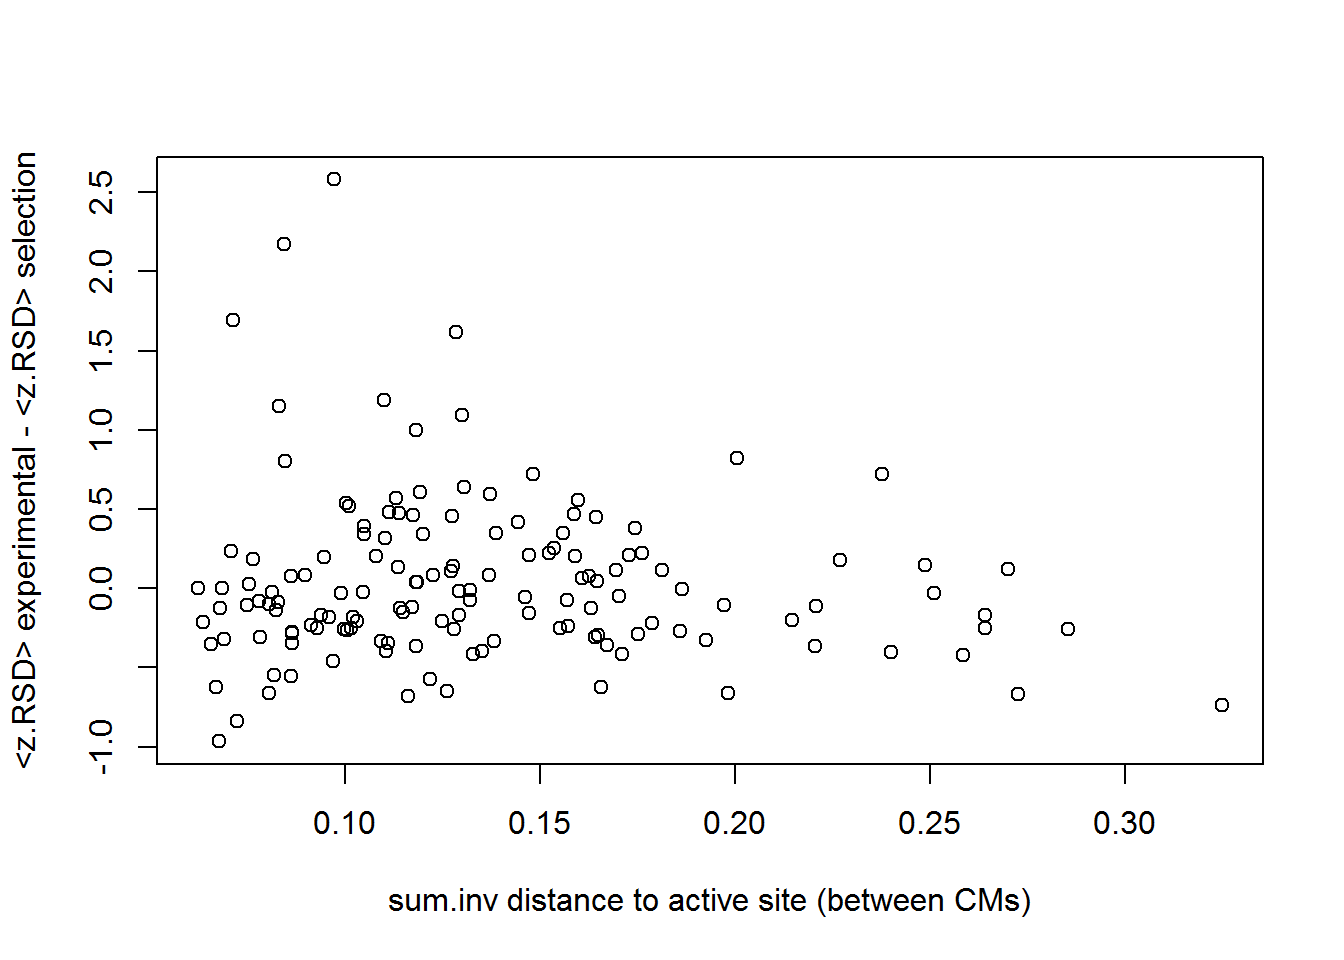 <z.RSD> experimental - <z.RSD> selection
2.5
2.0
1.5
1.0
0.5
0.0
-1.0
0.10 0.15 0.20 0.25 0.30
sum.inv distance to active site (between CMs)